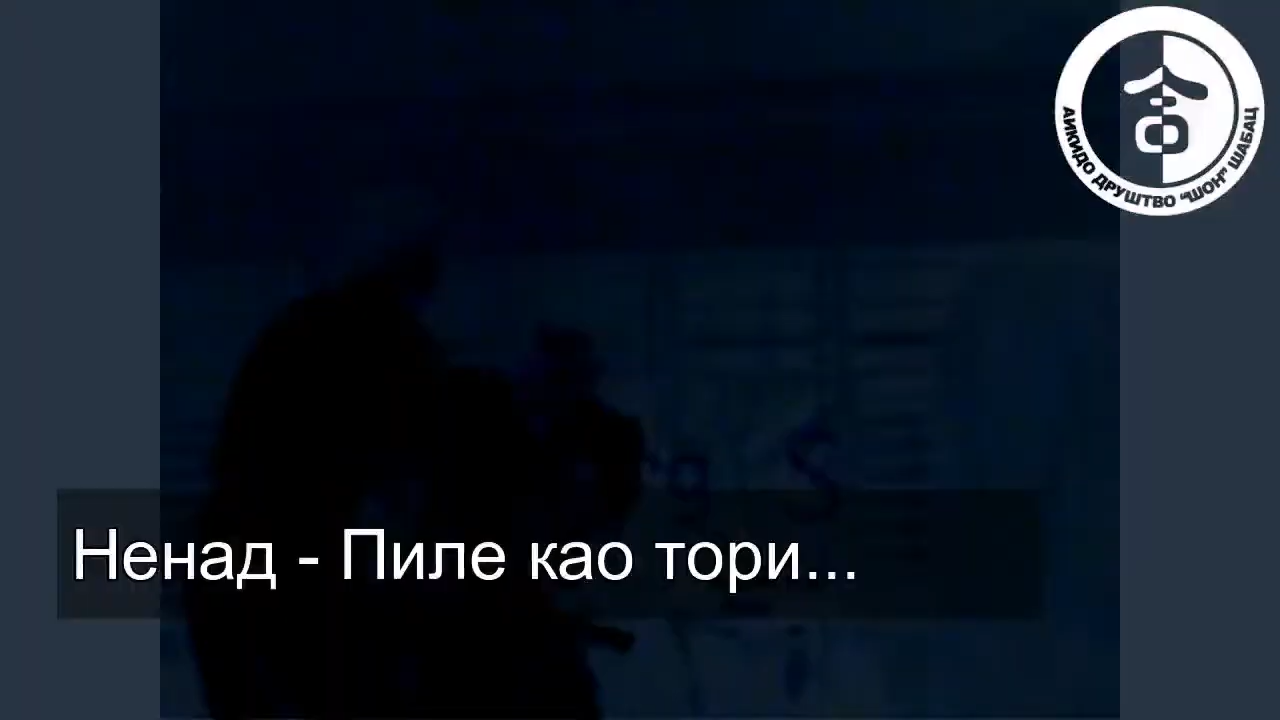 АИКИДО ДРУШТВО "ШОН" ШАБАЦ
Ненад - Пиле као тори...